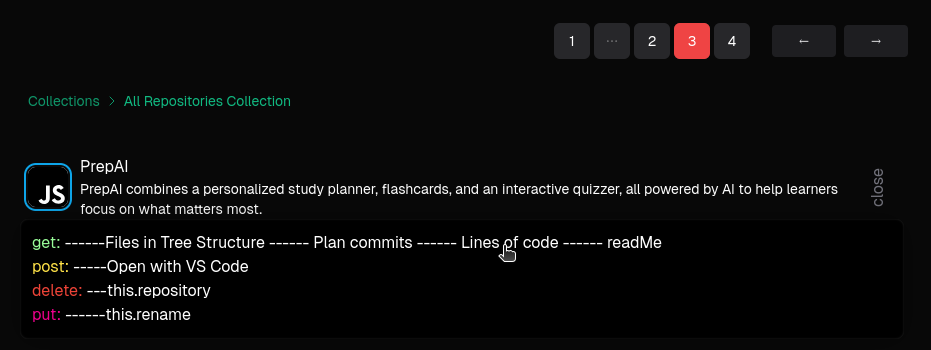 1 ... 2 3 4 ← →
Collections > All Repositories Collection
PrepAI
JS
PrepAI combines a personalized study planner, flashcards, and an interactive quizzer, all powered by AI to help learners
focus on what matters most.
close
get: ------Files in Tree Structure ------ Plan commits ------ Lines of code ------ readMe
post: -----Open with VS Code
delete: ---this.repository
put: ------this.rename